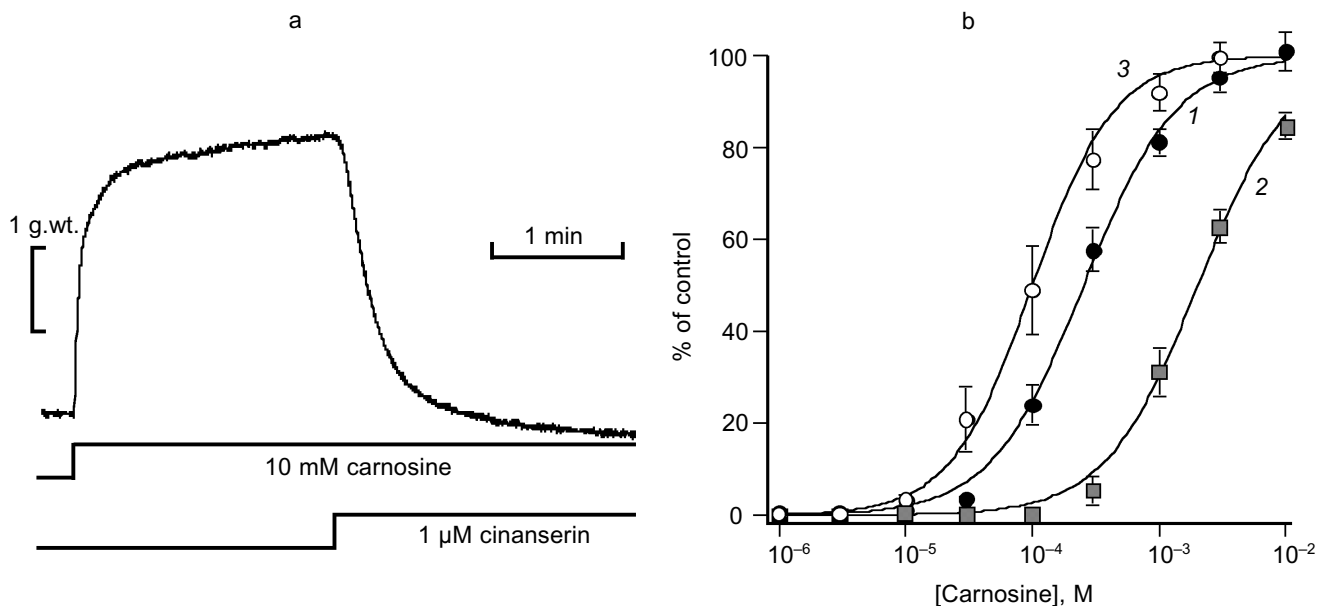 a
1 g.wt.
1 min
10 mM carnosine
1 µM cinanserin
b
% of control
100
80
60
40
20
0
3
1
2
10⁻⁶
10⁻⁵
10⁻⁴
10⁻³
10⁻²
[Carnosine], M